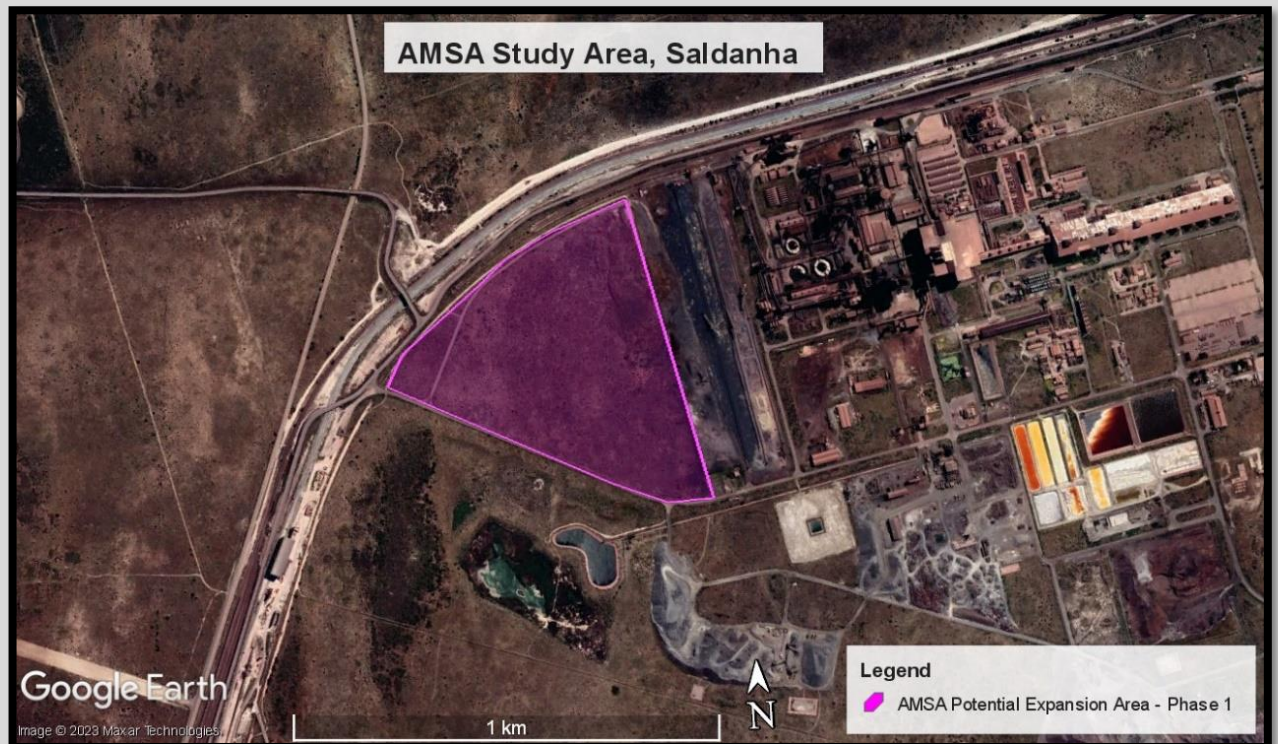 AMSA Study Area, Saldanha
Legend
AMSA Potential Expansion Area - Phase 1
Google Earth
Image © 2023 Maxar Technologies
1 km
N